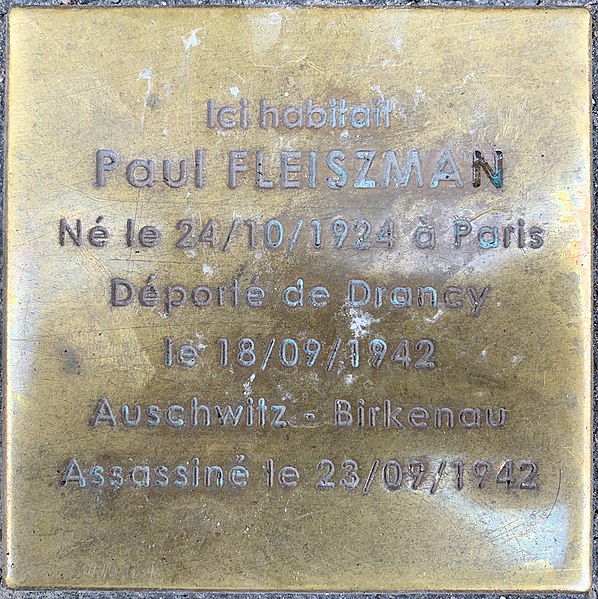 Ici habitait
Paul FLEISZMAN
Né le 24/10/1924 à Paris
Déporté de Drancy
le 18/09/1942
Auschwitz - Birkenau
Assassiné le 23/09/1942